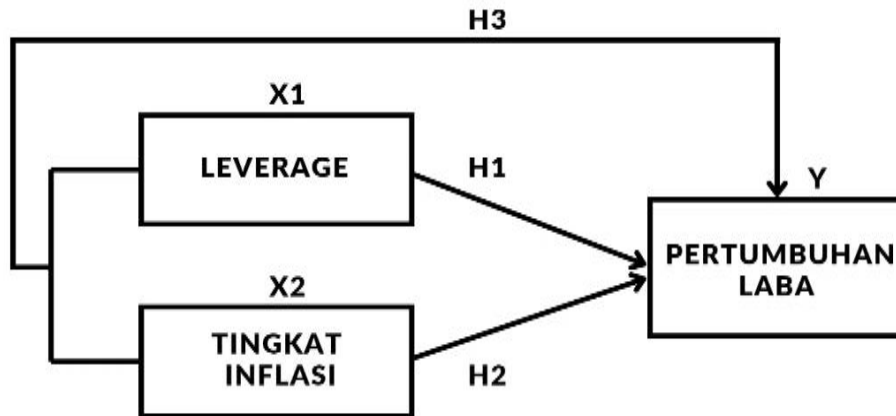 H3
X1
LEVERAGE
H1
Y
PERTUMBUHAN
LABA
X2
TINGKAT
INFLASI
H2